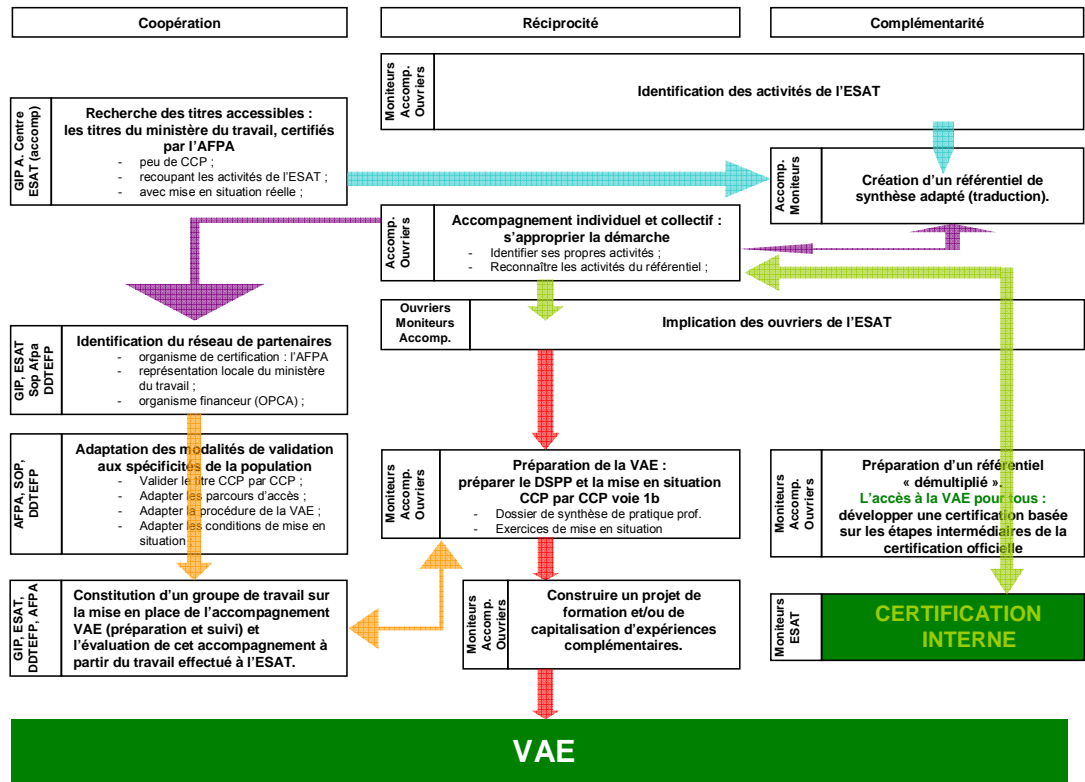 Coopération
Réciprocité
Complémentarité
Moniteurs
Accomp.
Ouvriers
Identification des activités de l'ESAT
GIP A. Centre
ESAT (accomp)
Recherche des titres accessibles :
les titres du ministère du travail, certifiés
par l'AFPA
- peu de CCP ;
- recoupant les activités de l'ESAT ;
- avec mise en situation réelle ;
Accomp.
Moniteurs
Création d'un référentiel de
synthèse adapté (traduction).
Accomp.
Ouvriers
Accompagnement individuel et collectif :
s'approprier la démarche
- Identifier ses propres activités ;
- Reconnaître les activités du référentiel ;
Ouvriers
Moniteurs
Accomp.
Implication des ouvriers de l'ESAT
GIP, ESAT
Sop Afpa
DDTEFP
Identification du réseau de partenaires
- organisme de certification : l'AFPA
- représentation locale du ministère
du travail ;
- organisme financeur (OPCA) ;
AFPA, SOP,
DDTEFP
Adaptation des modalités de validation
aux spécificités de la population
- Valider le titre CCP par CCP ;
- Adapter les parcours d'accès ;
- Adapter la procédure de la VAE ;
- Adapter les conditions de mise en
situation ;
Moniteurs
Accomp.
Ouvriers
Préparation de la VAE :
préparer le DSPP et la mise en situation
CCP par CCP voie 1b
- Dossier de synthèse de pratique prof.
- Exercices de mise en situation
Moniteurs
Accomp.
Ouvriers
Préparation d'un référentiel
« démultiplié ».
L'accès à la VAE pour tous :
développer une certification basée
sur les étapes intermédiaires de la
certification officielle
GIP, ESAT,
DDTEFP, AFPA
Constitution d'un groupe de travail sur
la mise en place de l'accompagnement
VAE (préparation et suivi) et
l'évaluation de cet accompagnement à
partir du travail effectué à l'ESAT.
Moniteurs
Accomp.
Ouvriers
Construire un projet de
formation et/ou de
capitalisation d'expériences
complémentaires.
Moniteurs
ESAT
CERTIFICATION
INTERNE
VAE